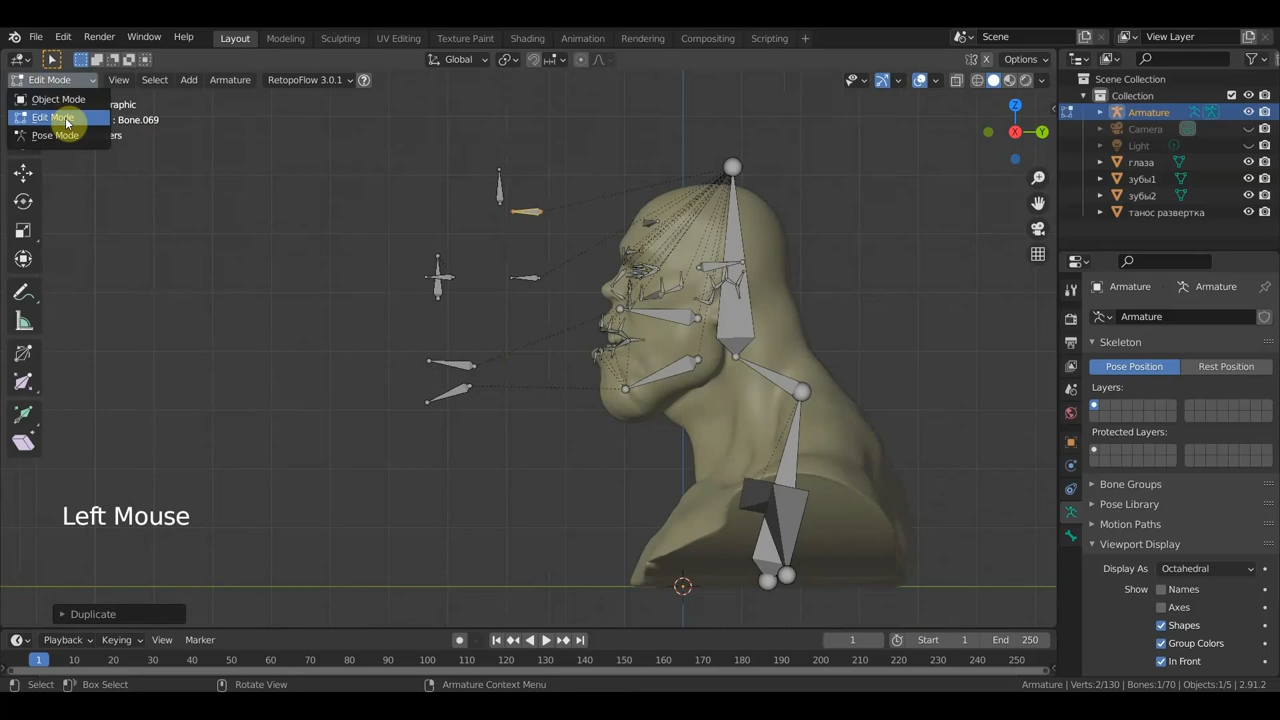 File Edit Render Window Help Layout Modeling Sculpting UV Editing Texture Paint Shading Animation Rendering Compositing Scripting + Scene View Layer
Global Options
Edit Mode View Select Add Armature RetopoFlow 3.0.1
Object Mode
Edit Mode
Pose Mode
raphic
: Bone.069
ers
X
Z
Y
X
Scene Collection
Collection
Armature
Camera
Light
глаза
зубы1
зубы2
танос развертка
Armature Armature
Armature
Skeleton
Pose Position Rest Position
Layers:
Protected Layers:
Bone Groups
Pose Library
Motion Paths
Viewport Display
Display As Octahedral
Show Names
Axes
Shapes
Group Colors
In Front
Left Mouse
Duplicate
Playback Keying View Marker 1 Start 1 End 250
1 10 20 30 40 50 60 70 80 90 100 110 120 130 140 150 160 170 180 190 200 210 220 230 240 250
Select Box Select Rotate View Armature Context Menu Armature | Verts:2/130 | Bones:1/70 | Objects:1/5 | 2.91.2